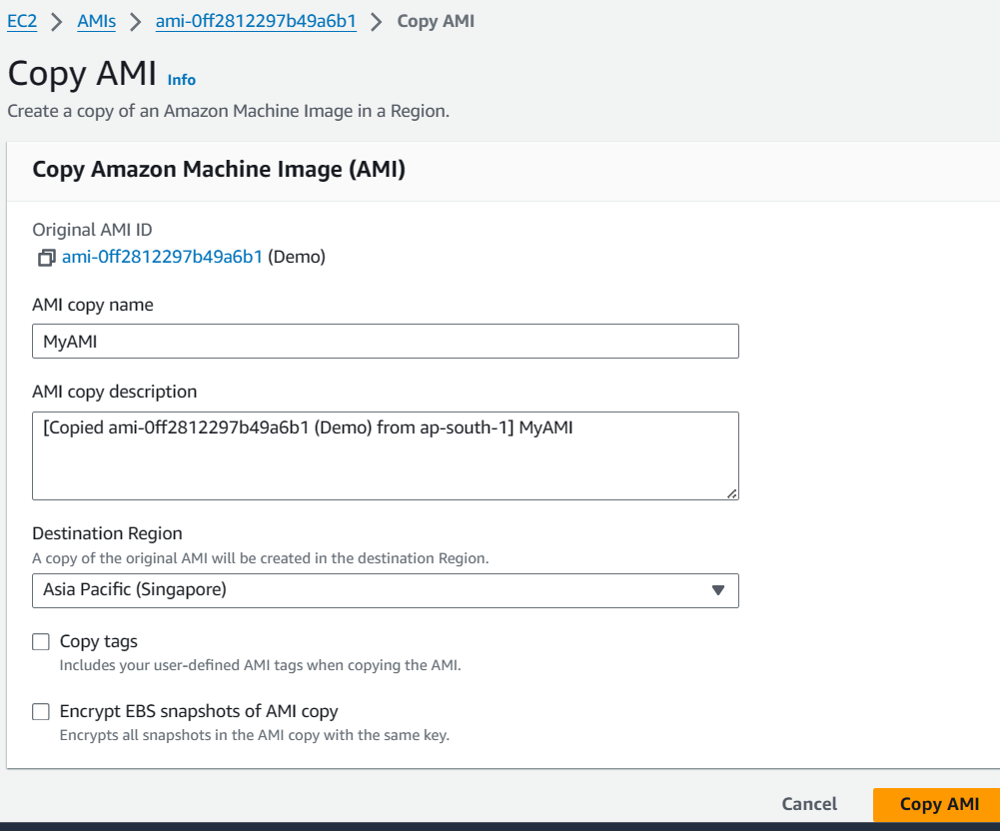 EC2 > AMIs > ami-0ff2812297b49a6b1 > Copy AMI
Copy AMI Info
Create a copy of an Amazon Machine Image in a Region.
Copy Amazon Machine Image (AMI)
Original AMI ID
ami-0ff2812297b49a6b1 (Demo)
AMI copy name
MyAMI
AMI copy description
[Copied ami-0ff2812297b49a6b1 (Demo) from ap-south-1] MyAMI
Destination Region
A copy of the original AMI will be created in the destination Region.
Asia Pacific (Singapore)
Copy tags
Includes your user-defined AMI tags when copying the AMI.
Encrypt EBS snapshots of AMI copy
Encrypts all snapshots in the AMI copy with the same key.
Cancel Copy AMI